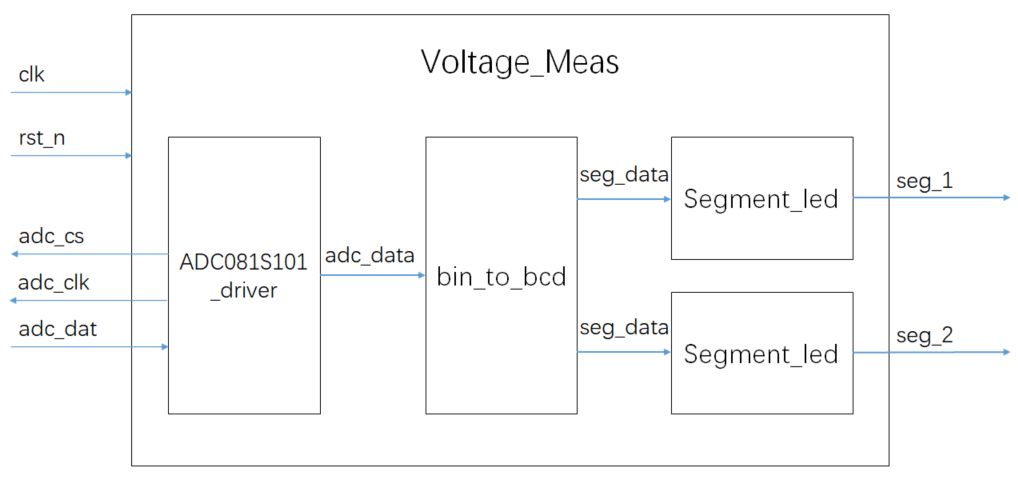 Voltage_Meas
clk
rst_n
adc_cs
adc_clk
adc_dat
ADC081S101
_driver
adc_data
bin_to_bcd
seg_data
Segment_led
seg_1
seg_data
Segment_led
seg_2